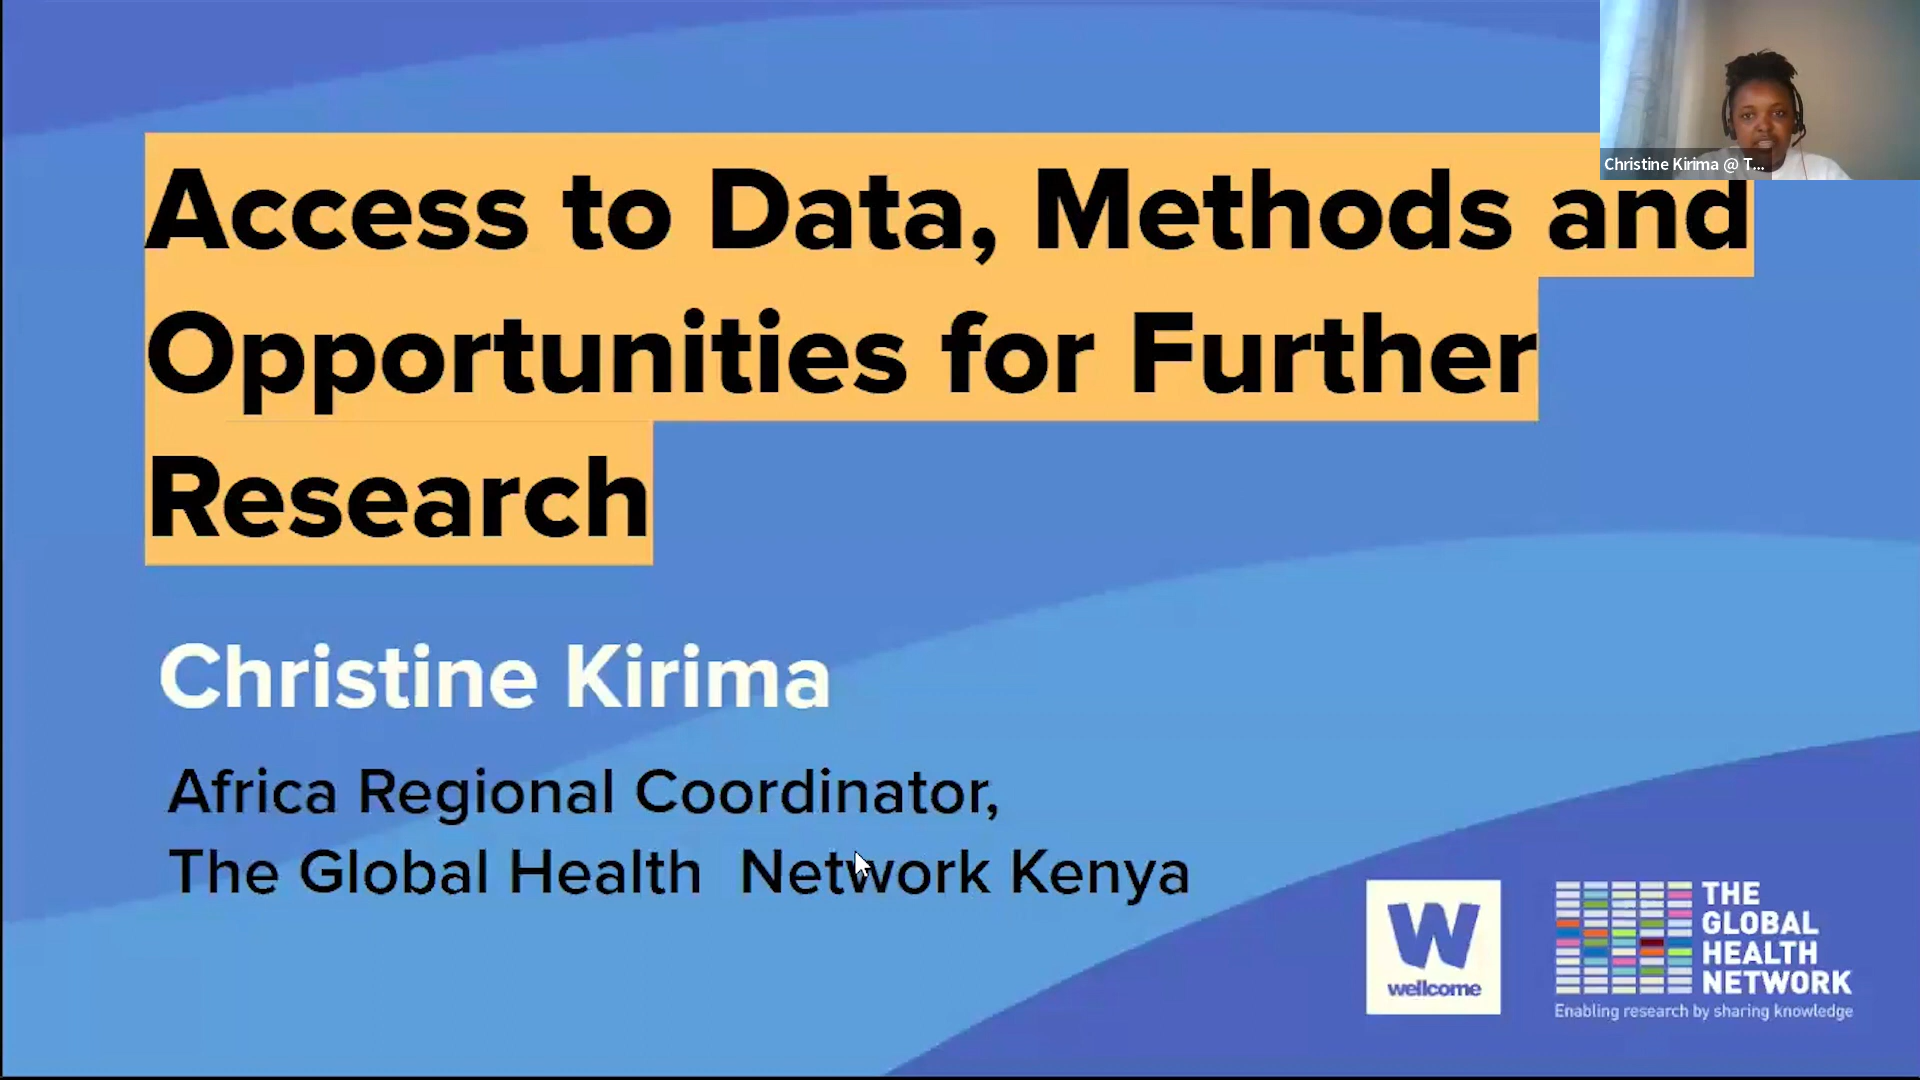 Christine Kirima @ T...
Access to Data, Methods and
Opportunities for Further
Research
Christine Kirima
Africa Regional Coordinator,
The Global Health Network Kenya
W
wellcome
THE
GLOBAL
HEALTH
NETWORK
Enabling research by sharing knowledge